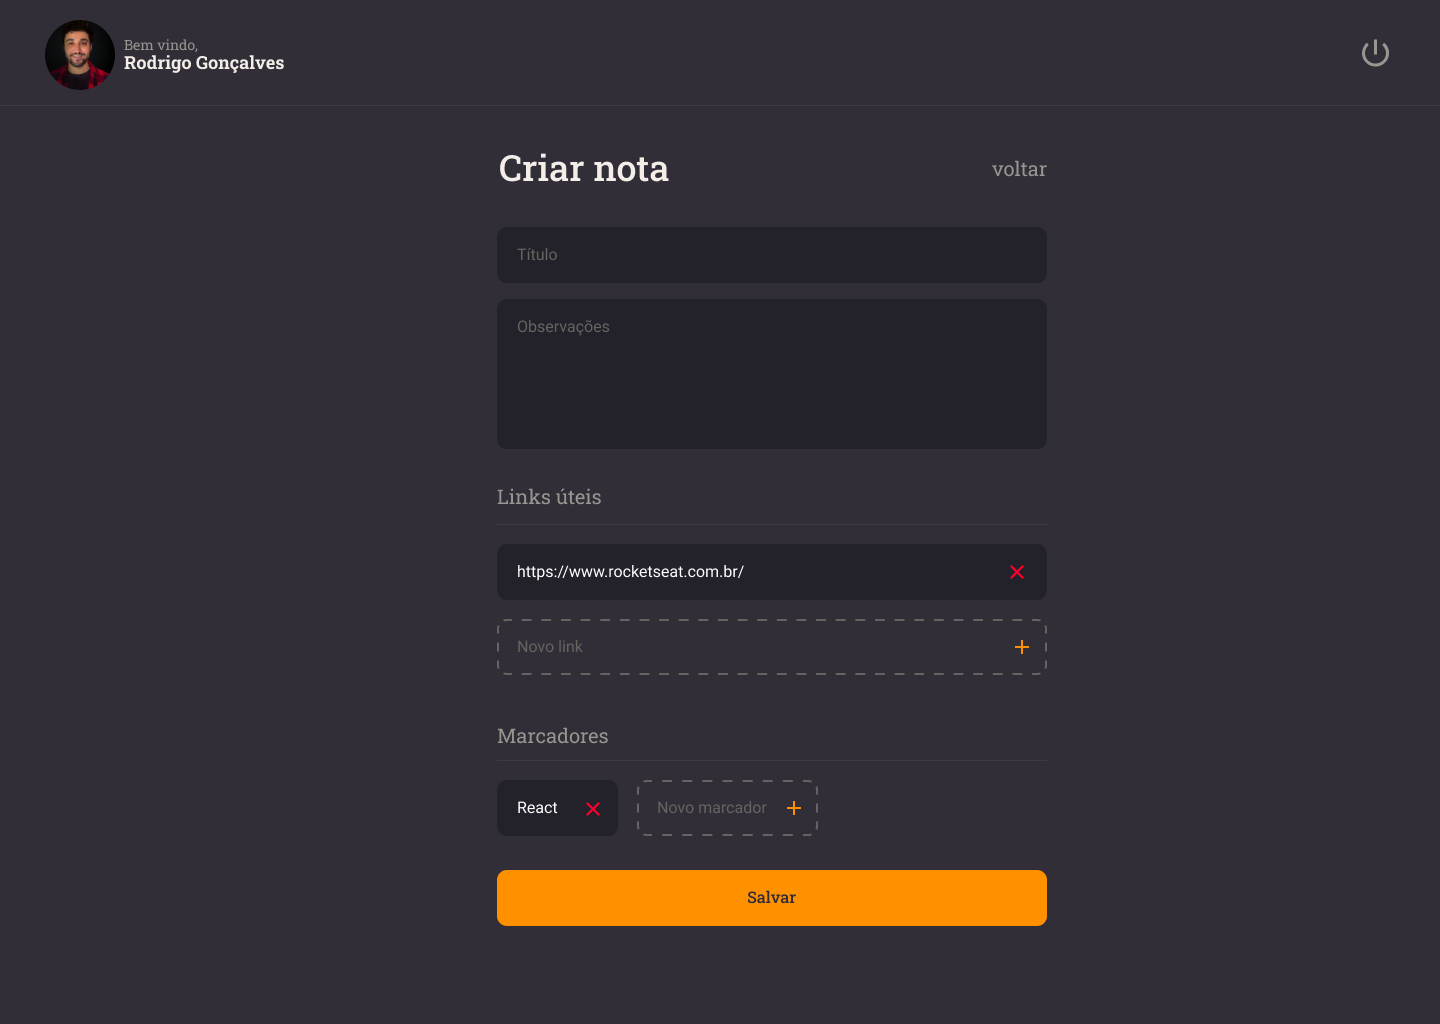 Bem vindo,
Rodrigo Gonçalves
Criar nota
voltar
Título
Observações
Links úteis
https://www.rocketseat.com.br/
Novo link
Marcadores
React
Novo marcador
Salvar